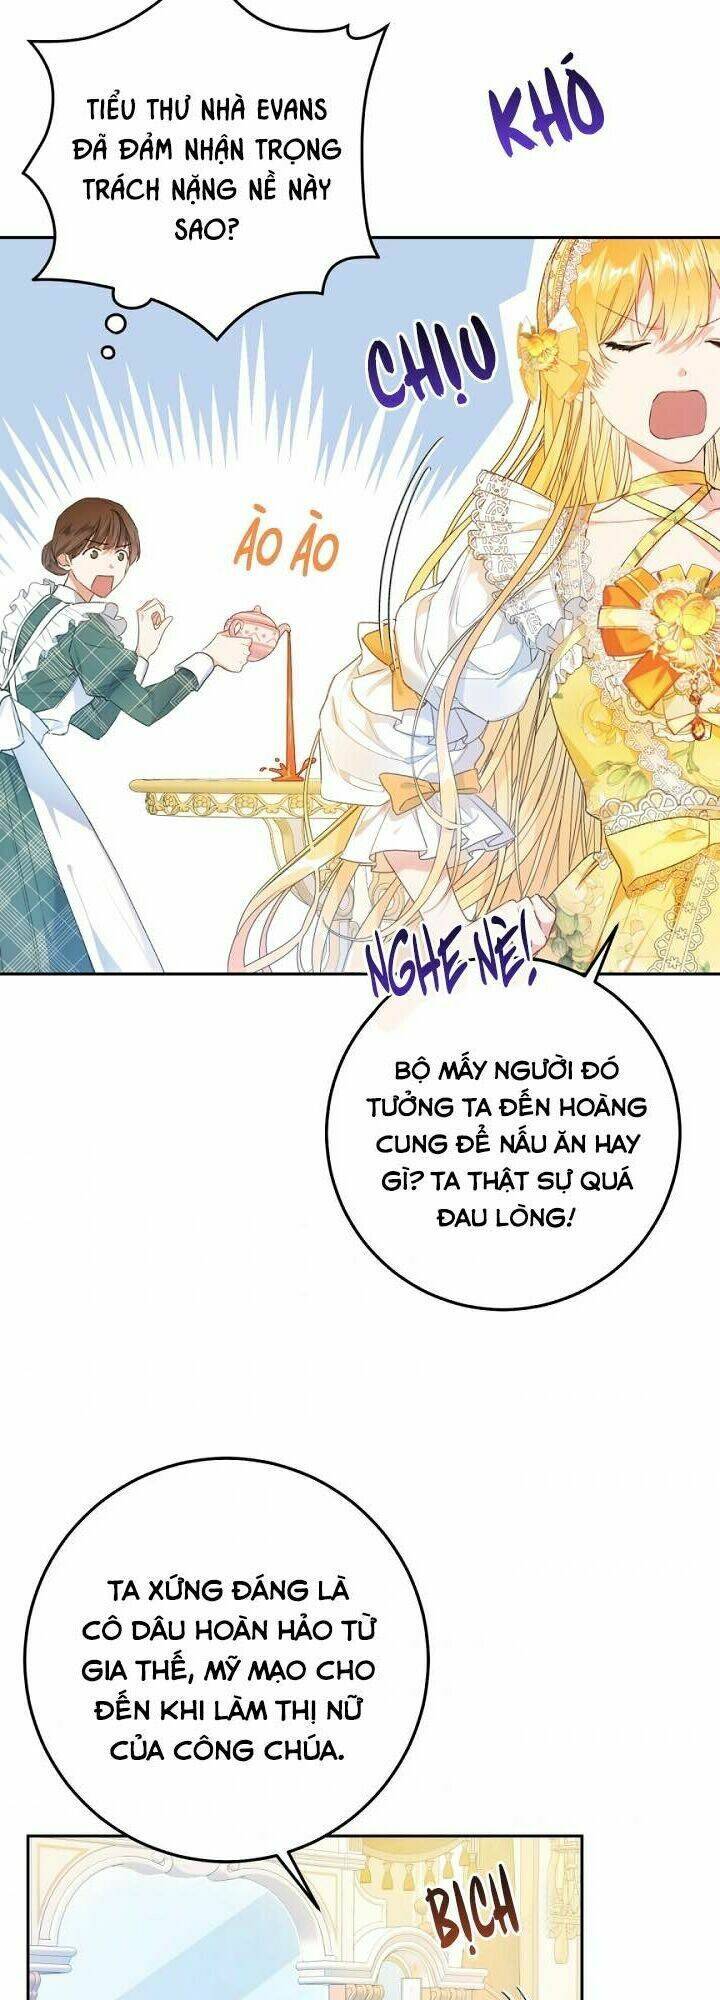 TIỂU THƯ NHÀ EVANS
ĐÃ ĐẢM NHẬN TRỌNG
TRÁCH NẶNG NỀ NÀY
SAO?
KHÓ
CHỊU
ÀO ÀO
NGHE NÈ!
BỘ MẤY NGƯỜI ĐÓ
TƯỞNG TA ĐẾN HOÀNG
CUNG ĐỂ NẤU ĂN HAY
GÌ? TA THẬT SỰ QUÁ
ĐAU LÒNG!
TA XỨNG ĐÁNG LÀ
CÔ DÂU HOÀN HẢO TỪ
GIA THẾ, MỸ MẠO CHO
ĐẾN KHI LÀM THỊ NỮ
CỦA CÔNG CHÚA.
BỊCH